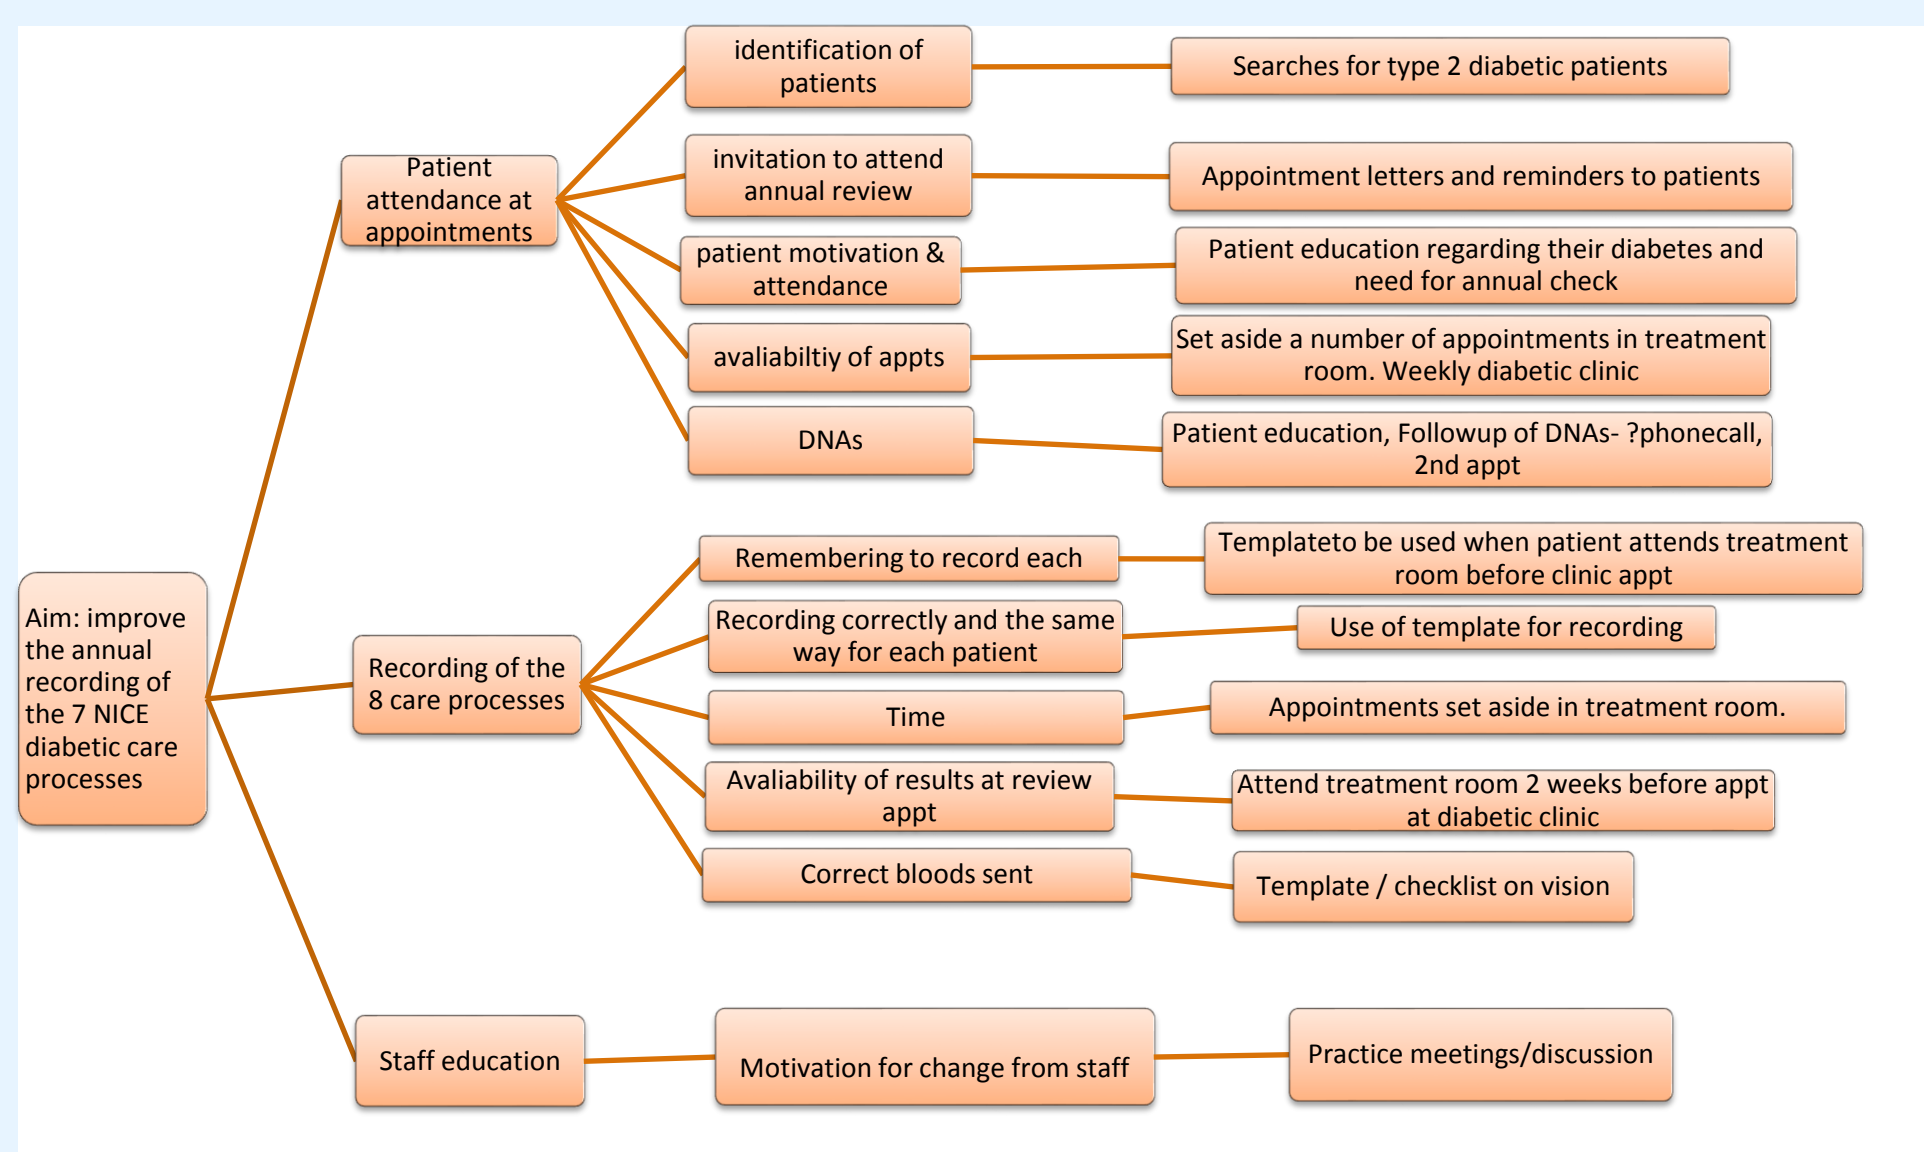 identification of
patients
Searches for type 2 diabetic patients
invitation to attend
annual review
Appointment letters and reminders to patients
Patient
attendance at
appointments
patient motivation &
attendance
Patient education regarding their diabetes and
need for annual check
avaliabiltiy of appts
Set aside a number of appointments in treatment
room. Weekly diabetic clinic
DNAs
Patient education, Followup of DNAs- ?phonecall,
2nd appt
Aim: improve
the annual
recording of
the 7 NICE
diabetic care
processes
Recording of the
8 care processes
Remembering to record each
Templateto be used when patient attends treatment
room before clinic appt
Recording correctly and the same
way for each patient
Use of template for recording
Time
Appointments set aside in treatment room.
Avaliability of results at review
appt
Attend treatment room 2 weeks before appt
at diabetic clinic
Correct bloods sent
Template / checklist on vision
Staff education
Motivation for change from staff
Practice meetings/discussion